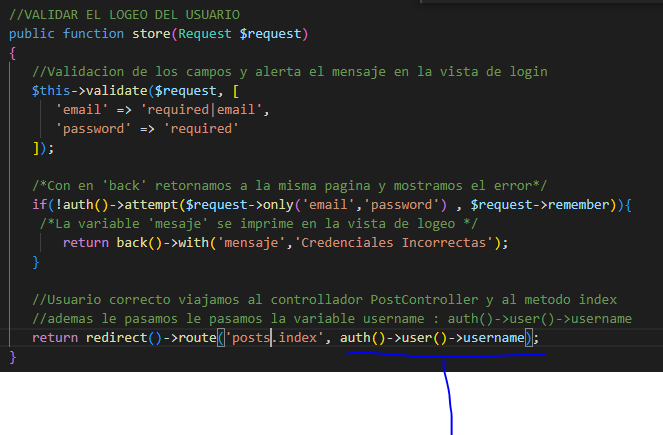 //VALIDAR EL LOGEO DEL USUARIO
public function store(Request $request)
{
//Validacion de los campos y alerta el mensaje en la vista de login
$this->validate($request, [
'email' => 'required|email',
'password' => 'required'
]);
/*Con en 'back' retornamos a la misma pagina y mostramos el error*/
if(!auth()->attempt($request->only('email','password') , $request->remember)){
/*La variable 'mesaje' se imprime en la vista de logeo */
return back()->with('mensaje','Credenciales Incorrectas');
}
//Usuario correcto viajamos al controllador PostController y al metodo index
//ademas le pasamos le pasamos la variable username : auth()->user()->username
return redirect()->route('posts.index', auth()->user()->username);
}